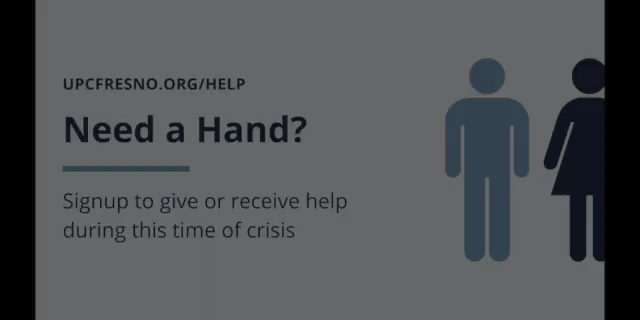 UPCFRESNO.ORG/HELP
Need a Hand?
Signup to give or receive help
during this time of crisis